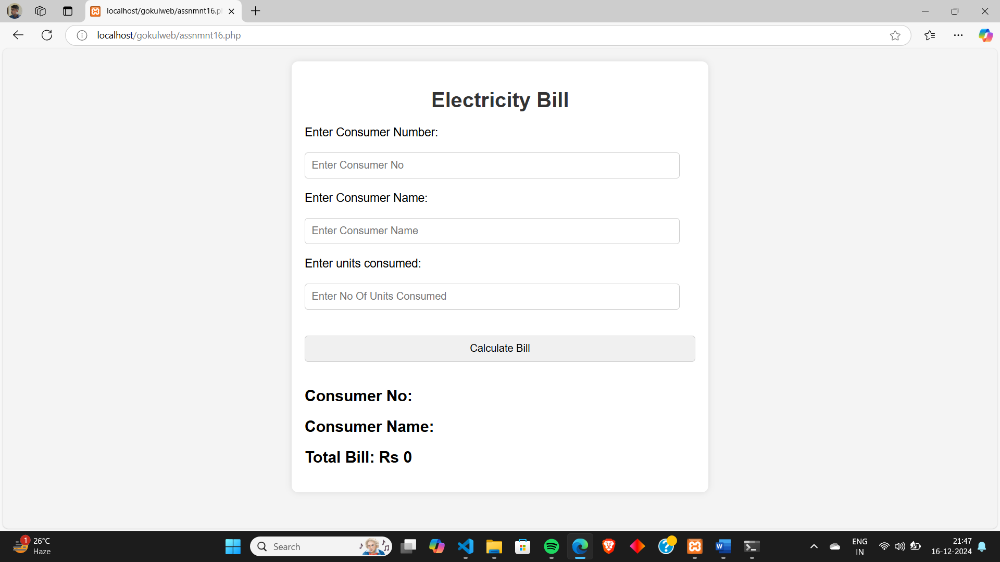 localhost/gokulweb/assnmnt16.p
localhost/gokulweb/assnmnt16.php
Electricity Bill
Enter Consumer Number:
Enter Consumer No
Enter Consumer Name:
Enter Consumer Name
Enter units consumed:
Enter No Of Units Consumed
Calculate Bill
Consumer No:
Consumer Name:
Total Bill: Rs 0
1
26°C
Haze
Search
ENG
IN
21:47
16-12-2024